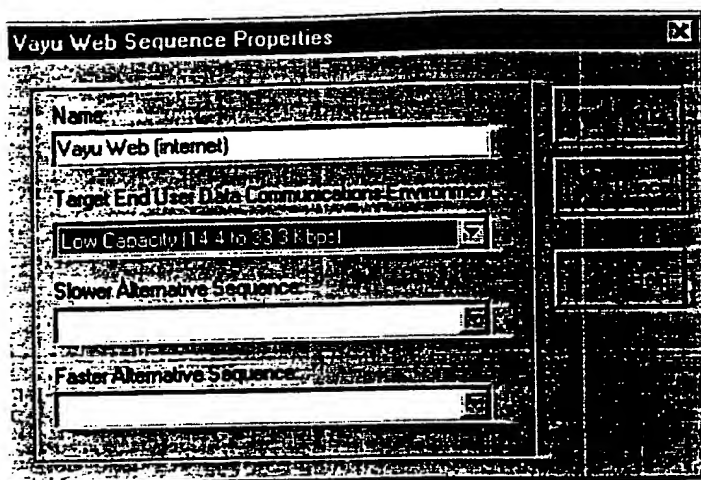 Vayu Web Sequence Properties
Name:
Vayu Web (internet)
Target End User Data Communications Environment
Low Capacity (14.4 to 33.3 Kbps)
Slower Alternative Sequence:
Faster Alternative Sequence: